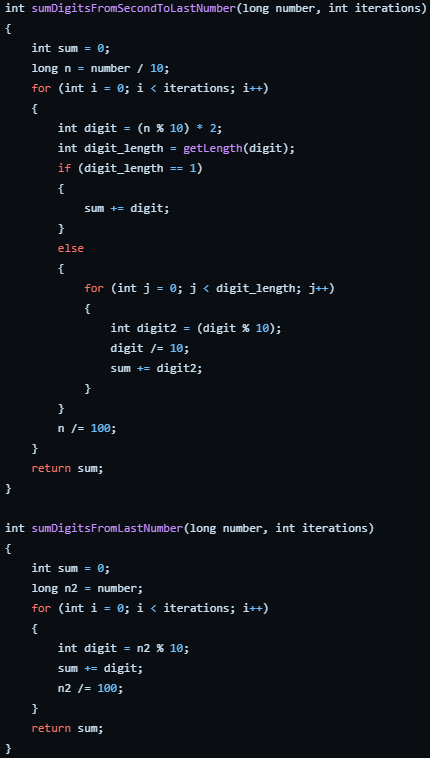 int sumDigitsFromSecondToLastNumber(long number, int iterations)
{
    int sum = 0;
    long n = number / 10;
    for (int i = 0; i < iterations; i++)
    {
        int digit = (n % 10) * 2;
        int digit_length = getLength(digit);
        if (digit_length == 1)
        {
            sum += digit;
        }
        else
        {
            for (int j = 0; j < digit_length; j++)
            {
                int digit2 = (digit % 10);
                digit /= 10;
                sum += digit2;
            }
        }
        n /= 100;
    }
    return sum;
}

int sumDigitsFromLastNumber(long number, int iterations)
{
    int sum = 0;
    long n2 = number;
    for (int i = 0; i < iterations; i++)
    {
        int digit = n2 % 10;
        sum += digit;
        n2 /= 100;
    }
    return sum;
}